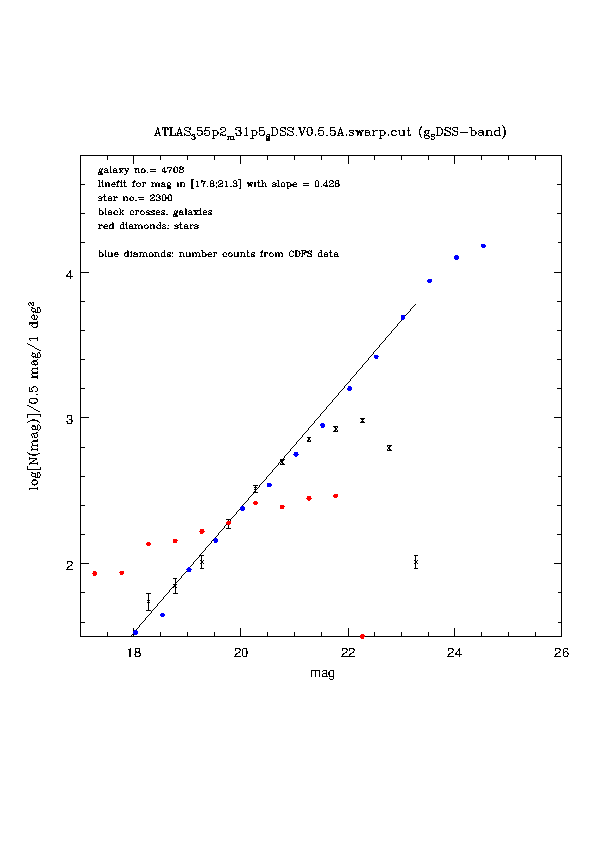 ATLAS355p2m31p5gDSS.V0.5.5A.swarp.cut (gSDSS-band)
galaxy no.= 4708
linefit for mag in [17.8;21.3] with slope = 0.428
star no.= 2300
black crosses: galaxies
red diamonds: stars
blue diamonds: number counts from CDFS data
log[N(mag)]/0.5 mag/1 deg²
4
3
2
18 20 22 24 26
mag